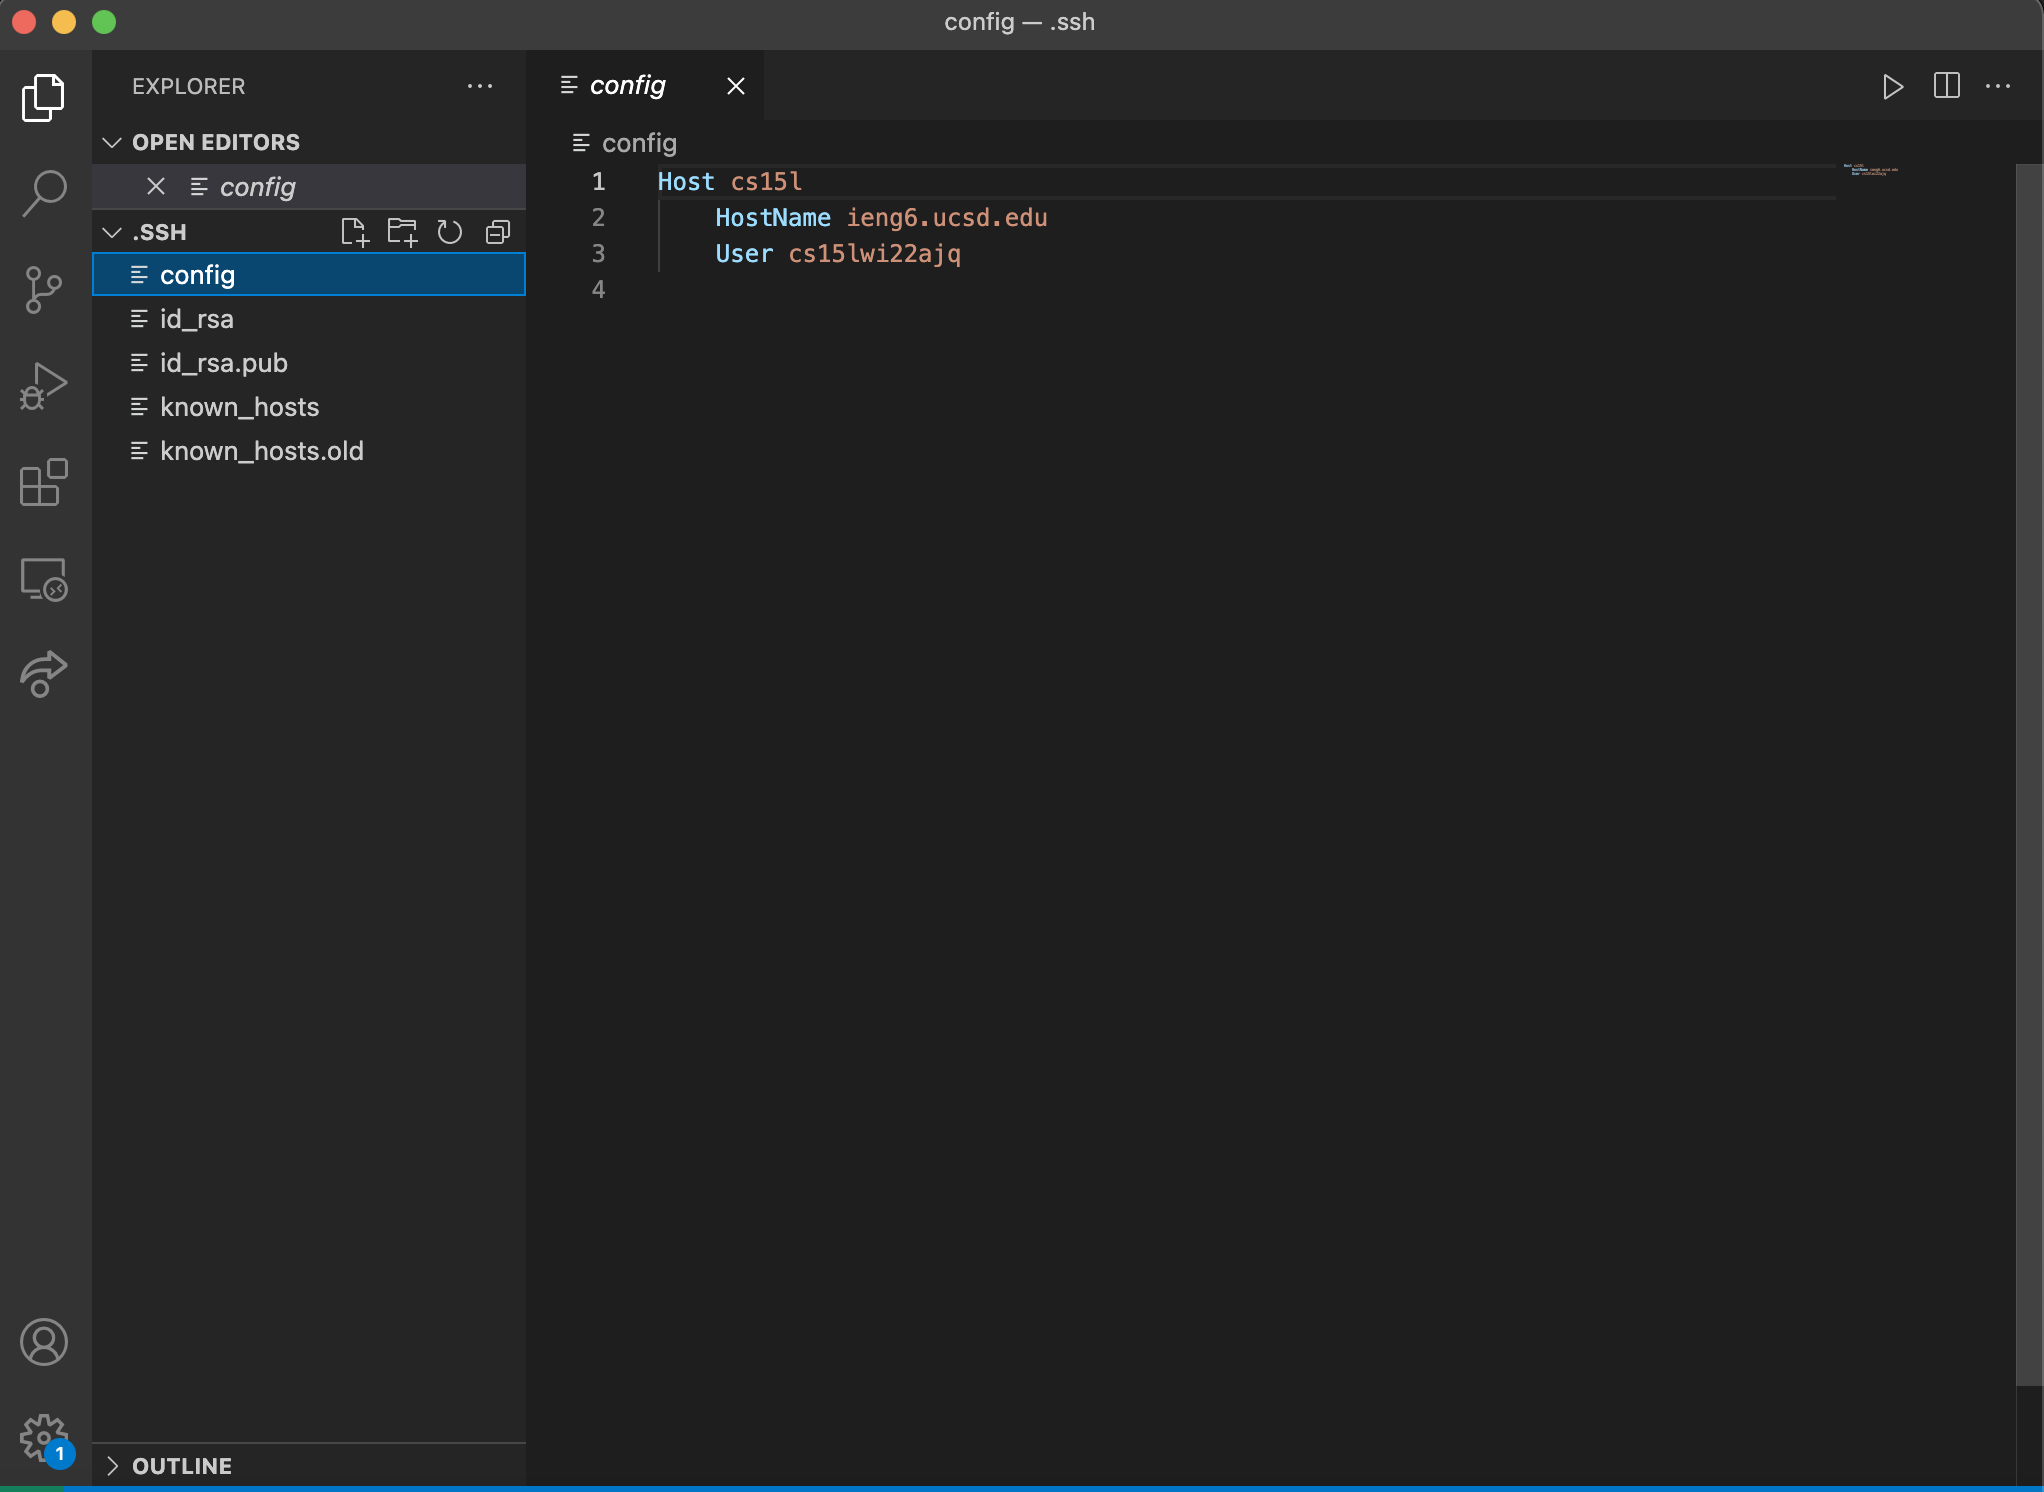 config — .ssh
EXPLORER
OPEN EDITORS
config
.SSH
config
id_rsa
id_rsa.pub
known_hosts
known_hosts.old
OUTLINE
1
config
config
1 Host cs15l
2 HostName ieng6.ucsd.edu
3 User cs15lwi22ajq
4